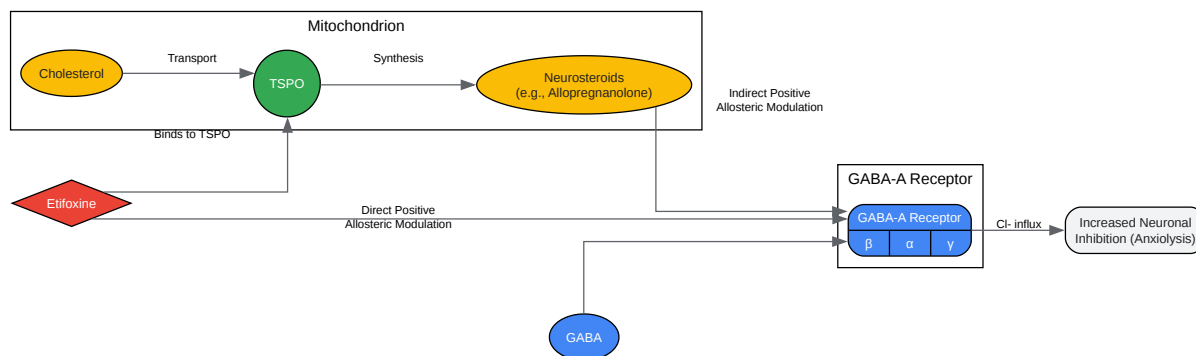 Mitochondrion
Transport
Synthesis
Cholesterol
TSPO
Neurosteroids
(e.g., Allopregnanolone)
Indirect Positive
Allosteric Modulation
Binds to TSPO
GABA-A Receptor
Etifoxine
Direct Positive
Allosteric Modulation
GABA-A Receptor
β α γ
Cl- influx
Increased Neuronal
Inhibition (Anxiolysis)
GABA